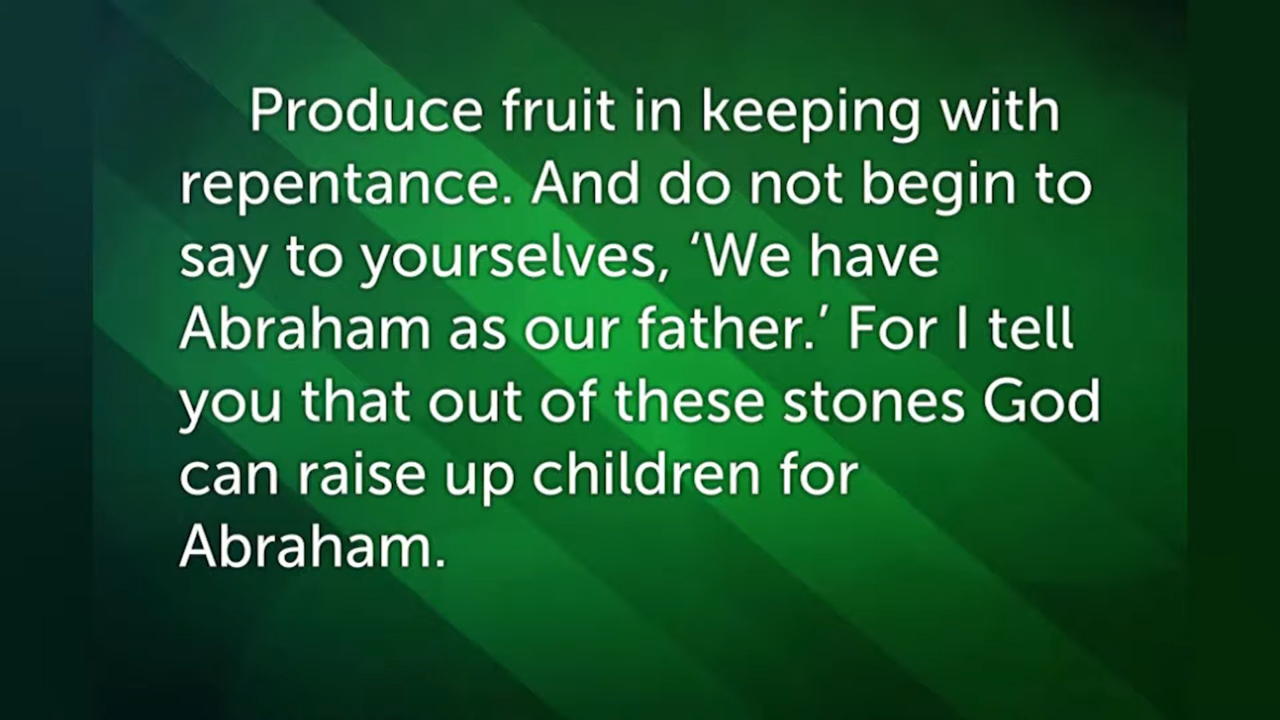 Produce fruit in keeping with
repentance. And do not begin to
say to yourselves, ‘We have
Abraham as our father.’ For I tell
you that out of these stones God
can raise up children for
Abraham.